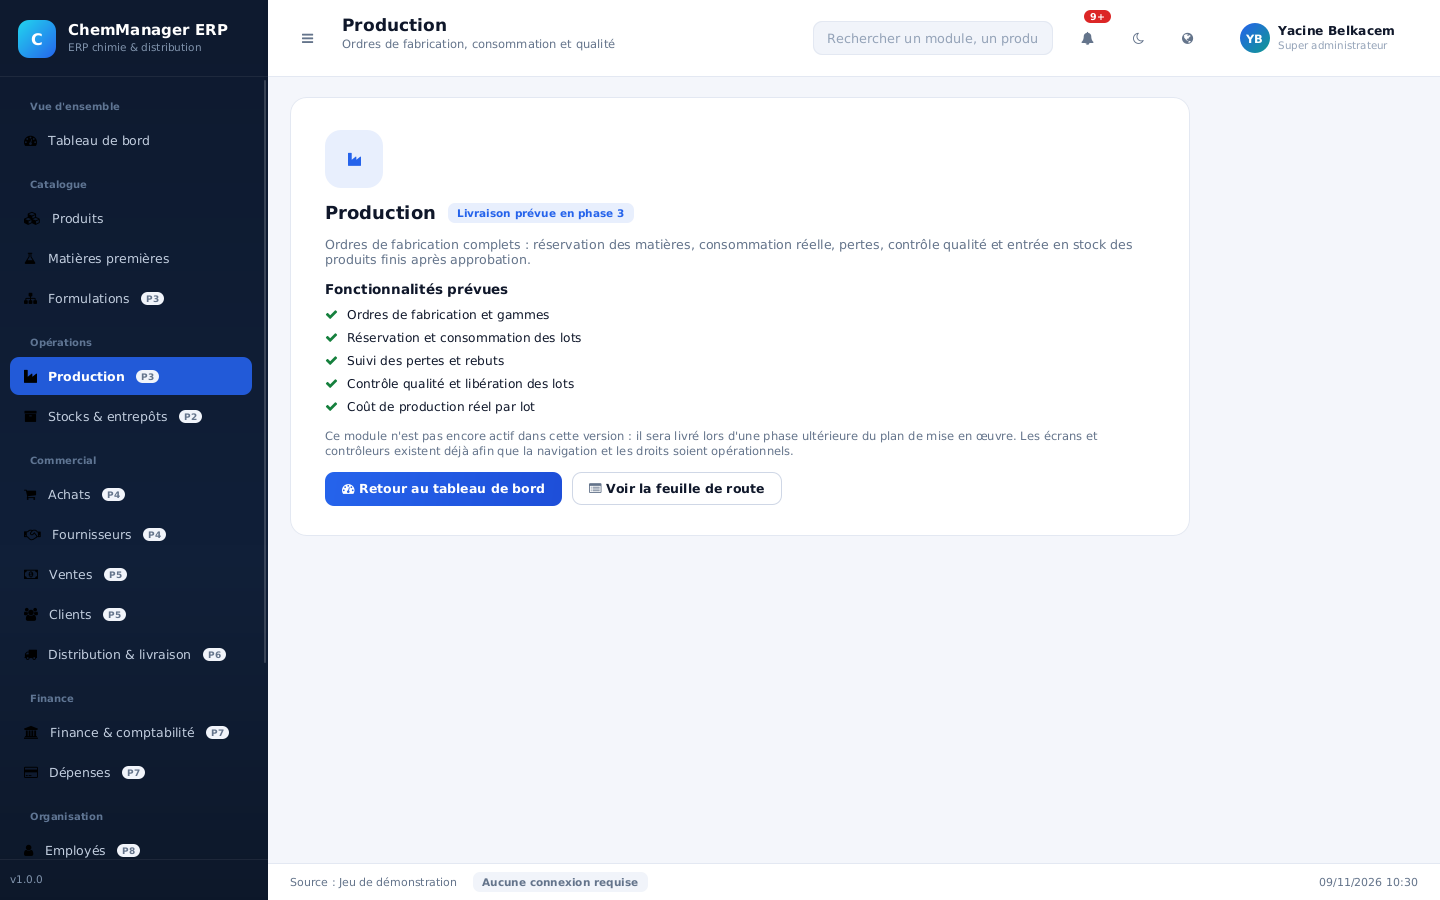 C
ChemManager ERP
ERP chimie & distribution
Vue d'ensemble
Tableau de bord
Catalogue
Produits
Matières premières
Formulations P3
Opérations
Production P3
Stocks & entrepôts P2
Commercial
Achats P4
Fournisseurs P4
Ventes P5
Clients P5
Distribution & livraison P6
Finance
Finance & comptabilité P7
Dépenses P7
Organisation
Employés P8
v1.0.0
Production
Ordres de fabrication, consommation et qualité
Rechercher un module, un produ
9+
YB
Yacine Belkacem
Super administrateur
Production Livraison prévue en phase 3
Ordres de fabrication complets : réservation des matières, consommation réelle, pertes, contrôle qualité et entrée en stock des
produits finis après approbation.
Fonctionnalités prévues
Ordres de fabrication et gammes
Réservation et consommation des lots
Suivi des pertes et rebuts
Contrôle qualité et libération des lots
Coût de production réel par lot
Ce module n'est pas encore actif dans cette version : il sera livré lors d'une phase ultérieure du plan de mise en œuvre. Les écrans et
contrôleurs existent déjà afin que la navigation et les droits soient opérationnels.
Retour au tableau de bord
Voir la feuille de route
Source : Jeu de démonstration
Aucune connexion requise
09/11/2026 10:30